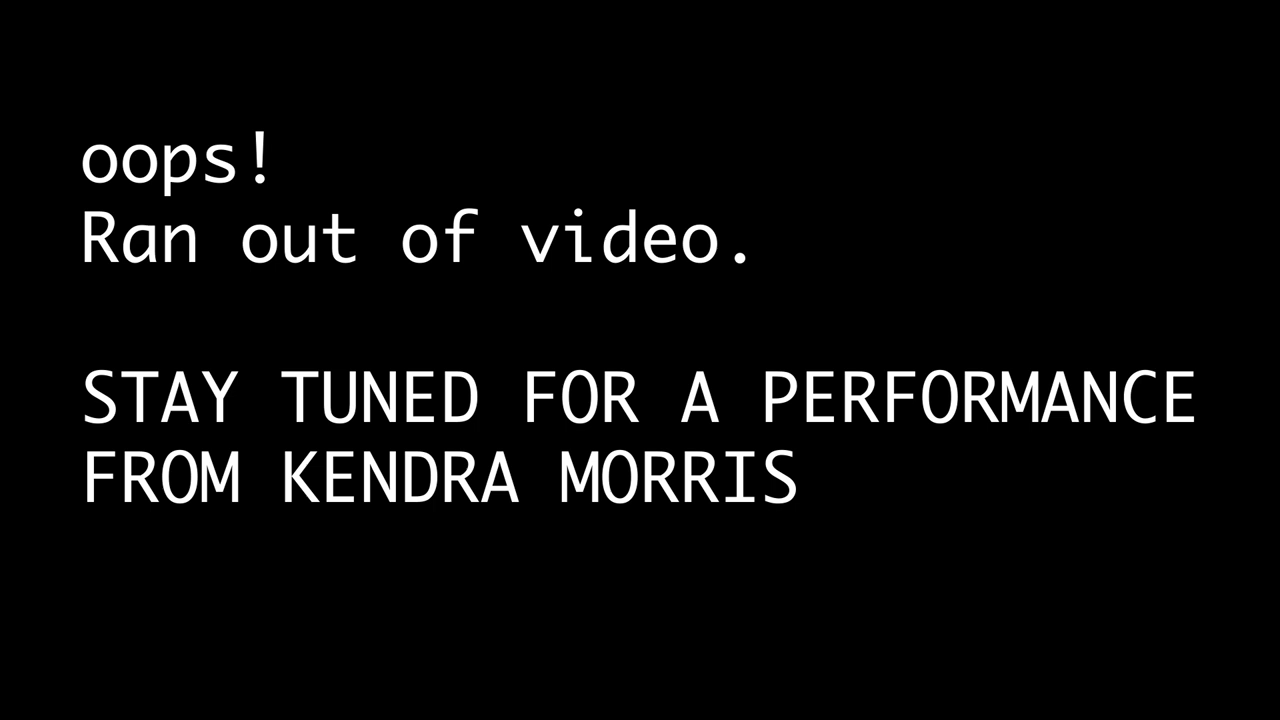 oops!
Ran out of video.
STAY TUNED FOR A PERFORMANCE
FROM KENDRA MORRIS